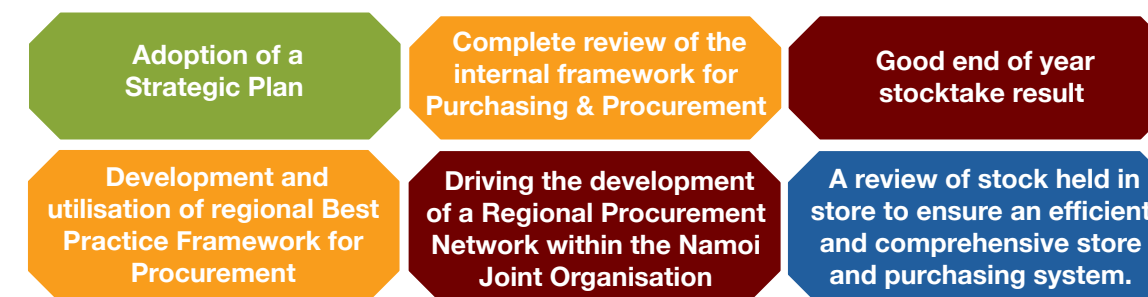 Adoption of a
Strategic Plan
Complete review of the
internal framework for
Purchasing & Procurement
Good end of year
stocktake result
Development and
utilisation of regional Best
Practice Framework for
Procurement
Driving the development
of a Regional Procurement
Network within the Namoi
Joint Organisation
A review of stock held in
store to ensure an efficient
and comprehensive store
and purchasing system.